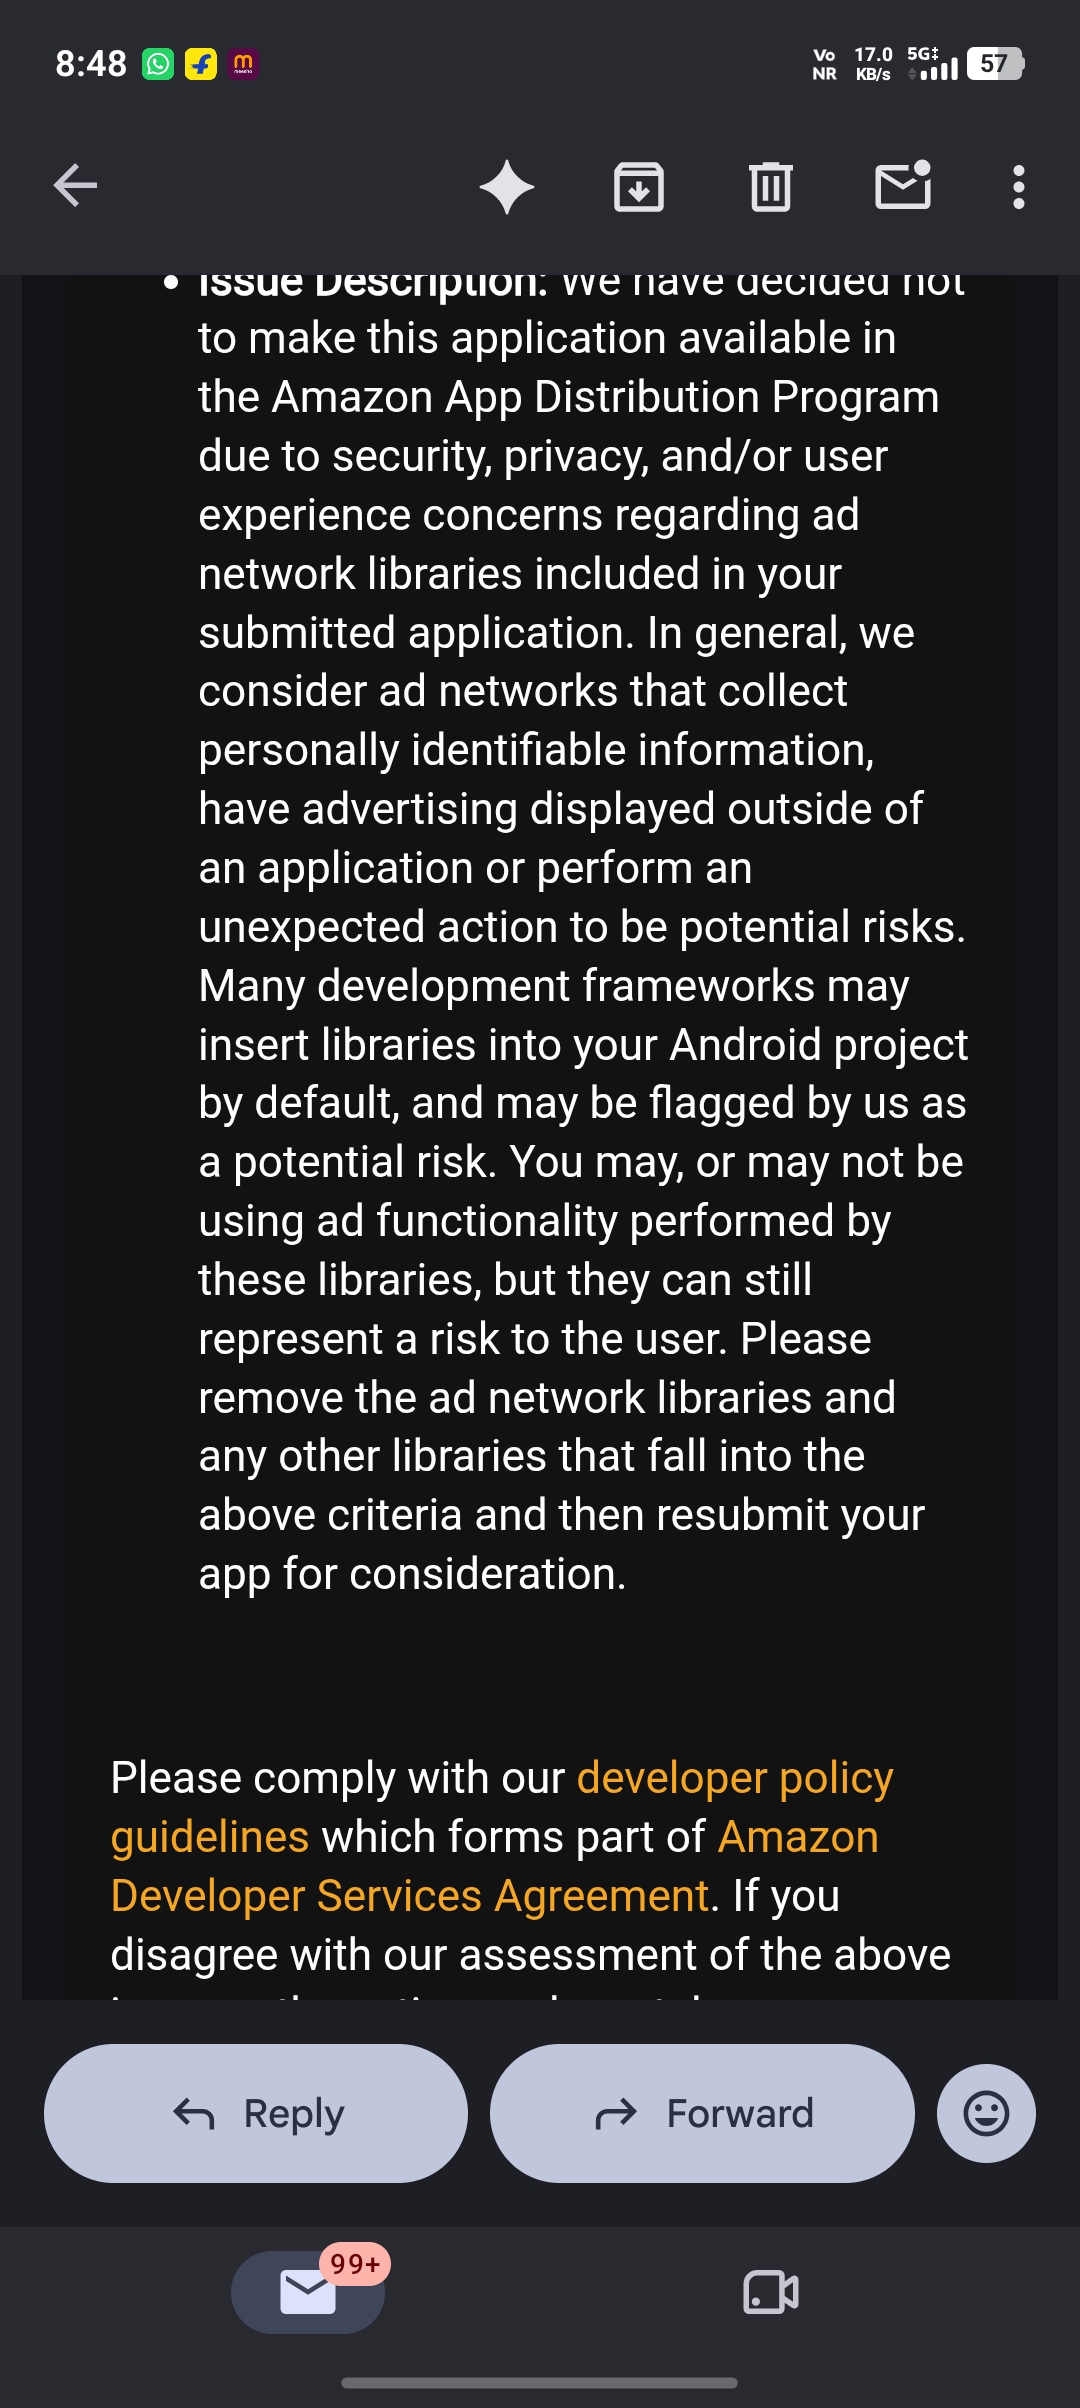 8:48
m
meesho
Vo
NR
17.0
KB/s
5G
57
• Issue Description: We have decided not
to make this application available in
the Amazon App Distribution Program
due to security, privacy, and/or user
experience concerns regarding ad
network libraries included in your
submitted application. In general, we
consider ad networks that collect
personally identifiable information,
have advertising displayed outside of
an application or perform an
unexpected action to be potential risks.
Many development frameworks may
insert libraries into your Android project
by default, and may be flagged by us as
a potential risk. You may, or may not be
using ad functionality performed by
these libraries, but they can still
represent a risk to the user. Please
remove the ad network libraries and
any other libraries that fall into the
above criteria and then resubmit your
app for consideration.
Please comply with our developer policy
guidelines which forms part of Amazon
Developer Services Agreement. If you
disagree with our assessment of the above
Reply
Forward
99+